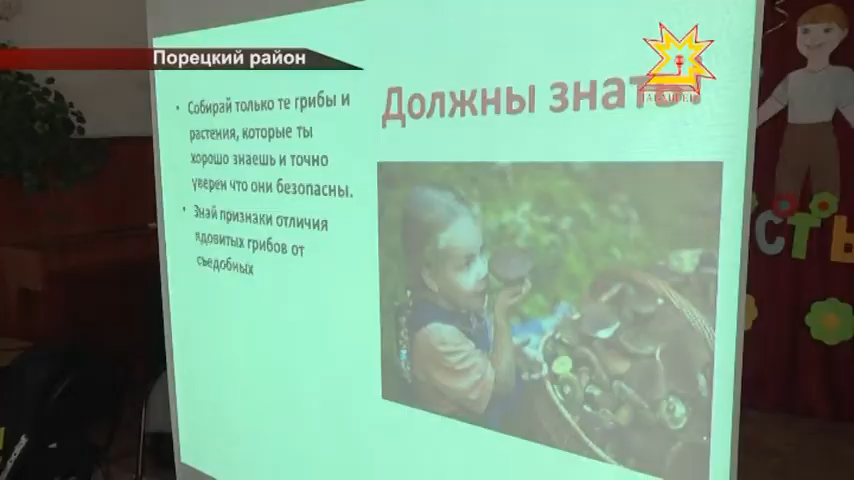 Порецкий район
Должны знать
• Собирай только те грибы и
растения, которые ты
хорошо знаешь и точно
уверен что они безопасны.
• Знай признаки отличия
ядовитых грибов от
съедобных
сть